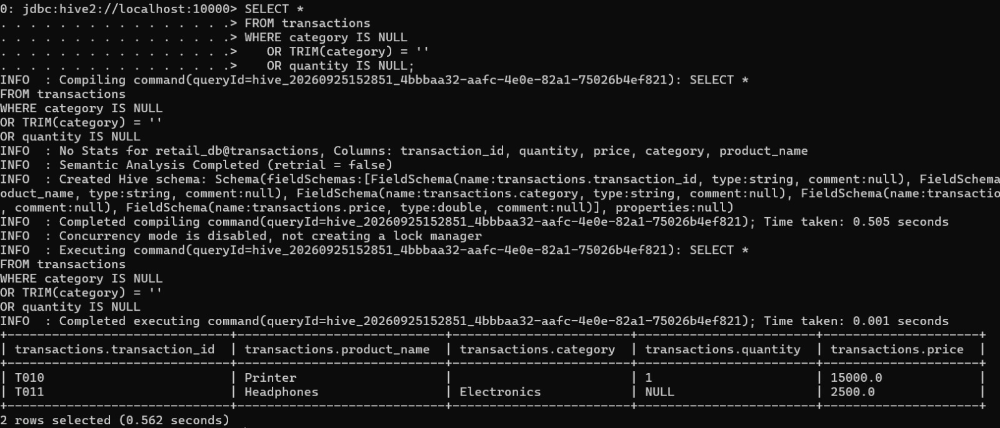 0: jdbc:hive2://localhost:10000> SELECT *
. . . . . . . . . . . . . . . .> FROM transactions
. . . . . . . . . . . . . . . .> WHERE category IS NULL
. . . . . . . . . . . . . . . .>    OR TRIM(category) = ''
. . . . . . . . . . . . . . . .>    OR quantity IS NULL;
INFO  : Compiling command(queryId=hive_20260925152851_4bbbaa32-aafc-4e0e-82a1-75026b4ef821): SELECT *
FROM transactions
WHERE category IS NULL
OR TRIM(category) = ''
OR quantity IS NULL
INFO  : No Stats for retail_db@transactions, Columns: transaction_id, quantity, price, category, product_name
INFO  : Semantic Analysis Completed (retrial = false)
INFO  : Created Hive schema: Schema(fieldSchemas:[FieldSchema(name:transactions.transaction_id, type:string, comment:null), FieldSchema
oduct_name, type:string, comment:null), FieldSchema(name:transactions.category, type:string, comment:null), FieldSchema(name:transactio
, comment:null), FieldSchema(name:transactions.price, type:double, comment:null)], properties:null)
INFO  : Completed compiling command(queryId=hive_20260925152851_4bbbaa32-aafc-4e0e-82a1-75026b4ef821); Time taken: 0.505 seconds
INFO  : Concurrency mode is disabled, not creating a lock manager
INFO  : Executing command(queryId=hive_20260925152851_4bbbaa32-aafc-4e0e-82a1-75026b4ef821): SELECT *
FROM transactions
WHERE category IS NULL
OR TRIM(category) = ''
OR quantity IS NULL
INFO  : Completed executing command(queryId=hive_20260925152851_4bbbaa32-aafc-4e0e-82a1-75026b4ef821); Time taken: 0.001 seconds
+------------------------------+----------------------------+------------------------+------------------------+---------------------+
| transactions.transaction_id  | transactions.product_name  | transactions.category  | transactions.quantity  | transactions.price  |
+------------------------------+----------------------------+------------------------+------------------------+---------------------+
| T010                         | Printer                    |                        | 1                      | 15000.0             |
| T011                         | Headphones                 | Electronics            | NULL                   | 2500.0              |
+------------------------------+----------------------------+------------------------+------------------------+---------------------+
2 rows selected (0.562 seconds)